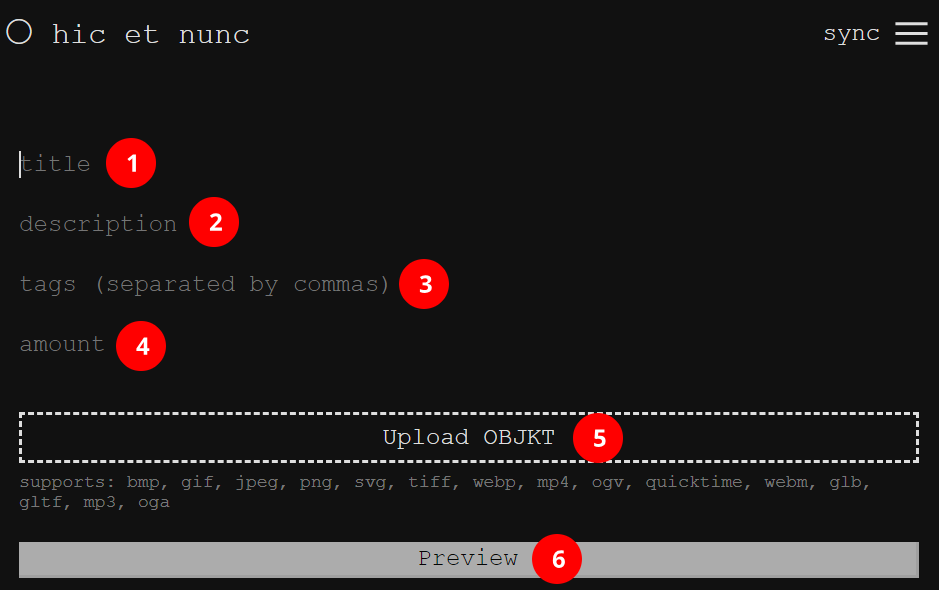 hic et nunc
sync
title 1
description 2
tags (separated by commas) 3
amount 4
Upload OBJKT 5
supports: bmp, gif, jpeg, png, svg, tiff, webp, mp4, ogv, quicktime, webm, glb,
gltf, mp3, oga
Preview 6